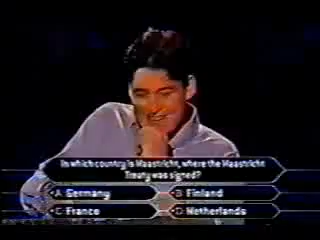 In which country is Maastricht, where the Maastricht
Treaty was signed?
A: Germany
B: Finland
C: France
D: Netherlands